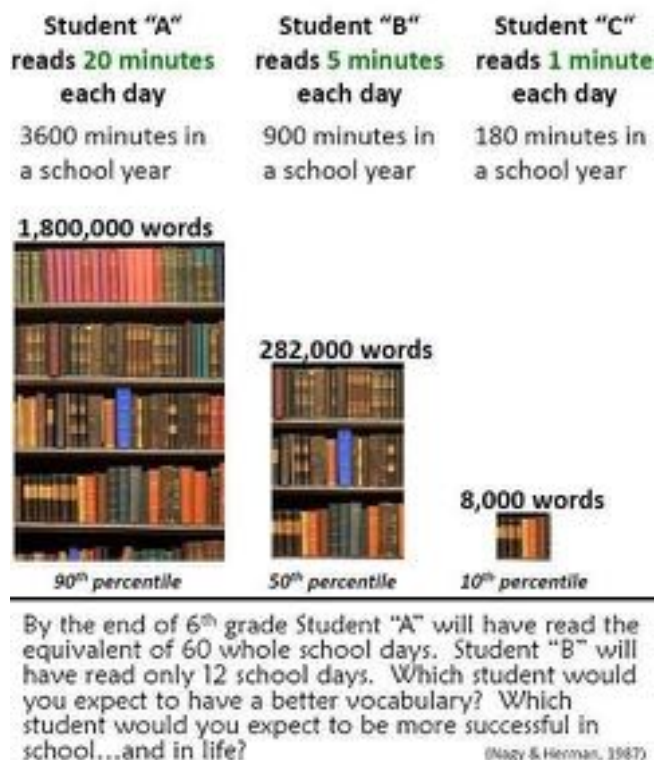 Student "A"
reads 20 minutes
each day
3600 minutes in
a school year
1,800,000 words
90th percentile
Student "B"
reads 5 minutes
each day
900 minutes in
a school year
282,000 words
50th percentile
Student "C"
reads 1 minute
each day
180 minutes in
a school year
8,000 words
10th percentile
By the end of 6th grade Student "A" will have read the
equivalent of 60 whole school days. Student "B" will
have read only 12 school days. Which student would
you expect to have a better vocabulary? Which
student would you expect to be more successful in
school...and in life?
(Nagy & Herman, 1987)